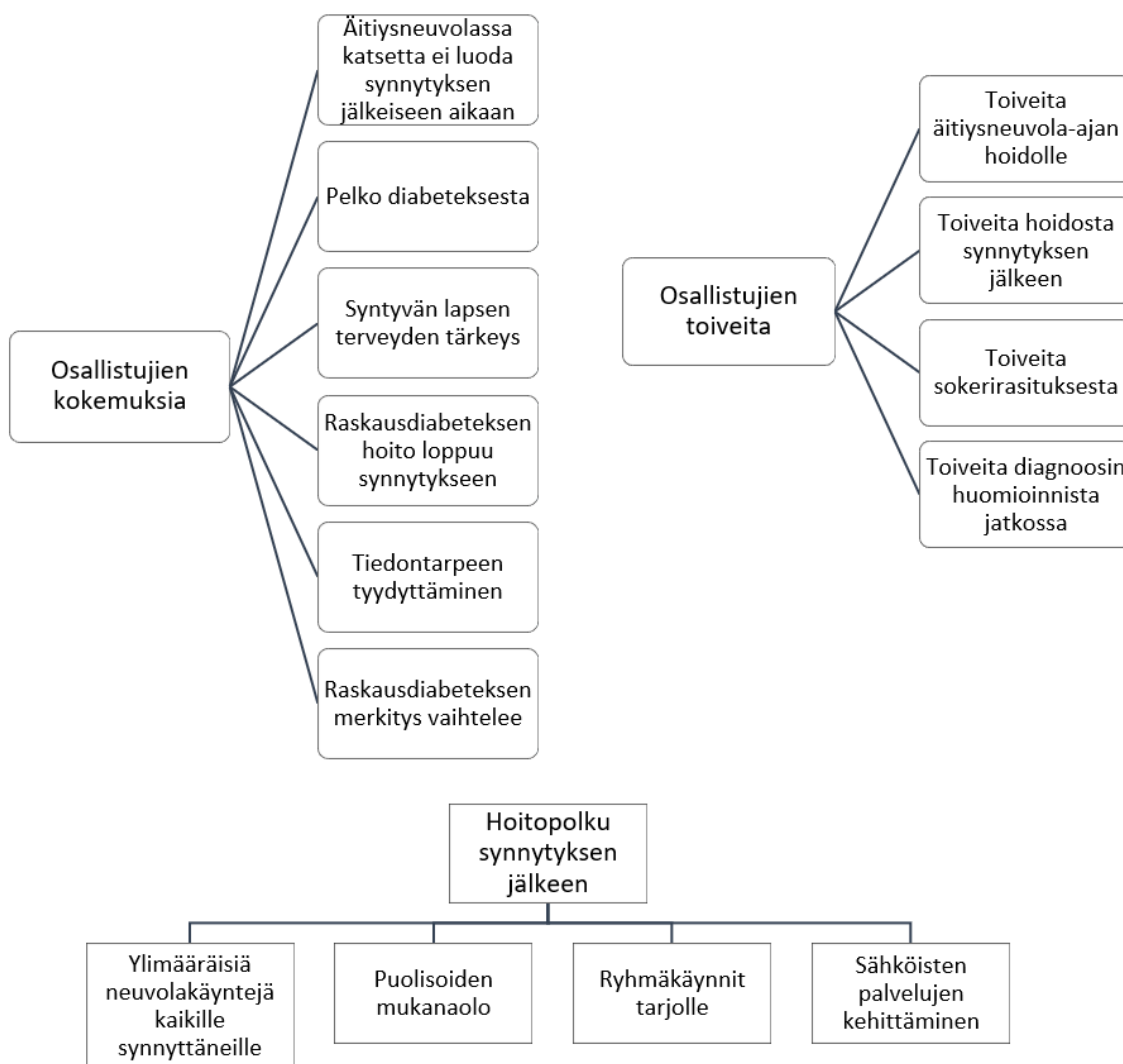 Osallistujien
kokemuksia
Äitiysneuvolassa
katsetta ei luoda
synnytyksen
jälkeiseen aikaan
Pelko diabeteksesta
Syntyvän lapsen
terveyden tärkeys
Raskausdiabeteksen
hoito loppuu
synnytykseen
Tiedontarpeen
tyydyttäminen
Raskausdiabeteksen
merkitys vaihtelee
Osallistujien
toiveita
Toiveita
äitiysneuvola-ajan
hoidolle
Toiveita hoidosta
synnytyksen
jälkeen
Toiveita
sokerirasituksesta
Toiveita diagnoosin
huomioinnista
jatkossa
Hoitopolku
synnytyksen
jälkeen
Ylimääräisiä
neuvolakäyntejä
kaikille
synnyttäneille
Puolisoiden
mukanaolo
Ryhmäkäynnit
tarjolle
Sähköisten
palvelujen
kehittäminen